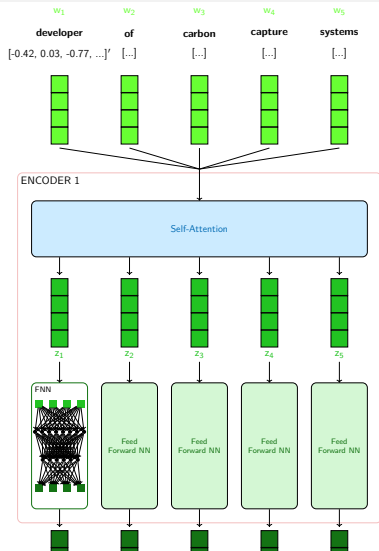 w₁ w₂ w₃ w₄ w₅
developer of carbon capture systems
[-0.42, 0.03, -0.77, ...]′ [...] [...] [...] [...]
ENCODER 1
Self-Attention
z₁ z₂ z₃ z₄ z₅
FNN
Feed Feed Feed Feed
Forward NN Forward NN Forward NN Forward NN